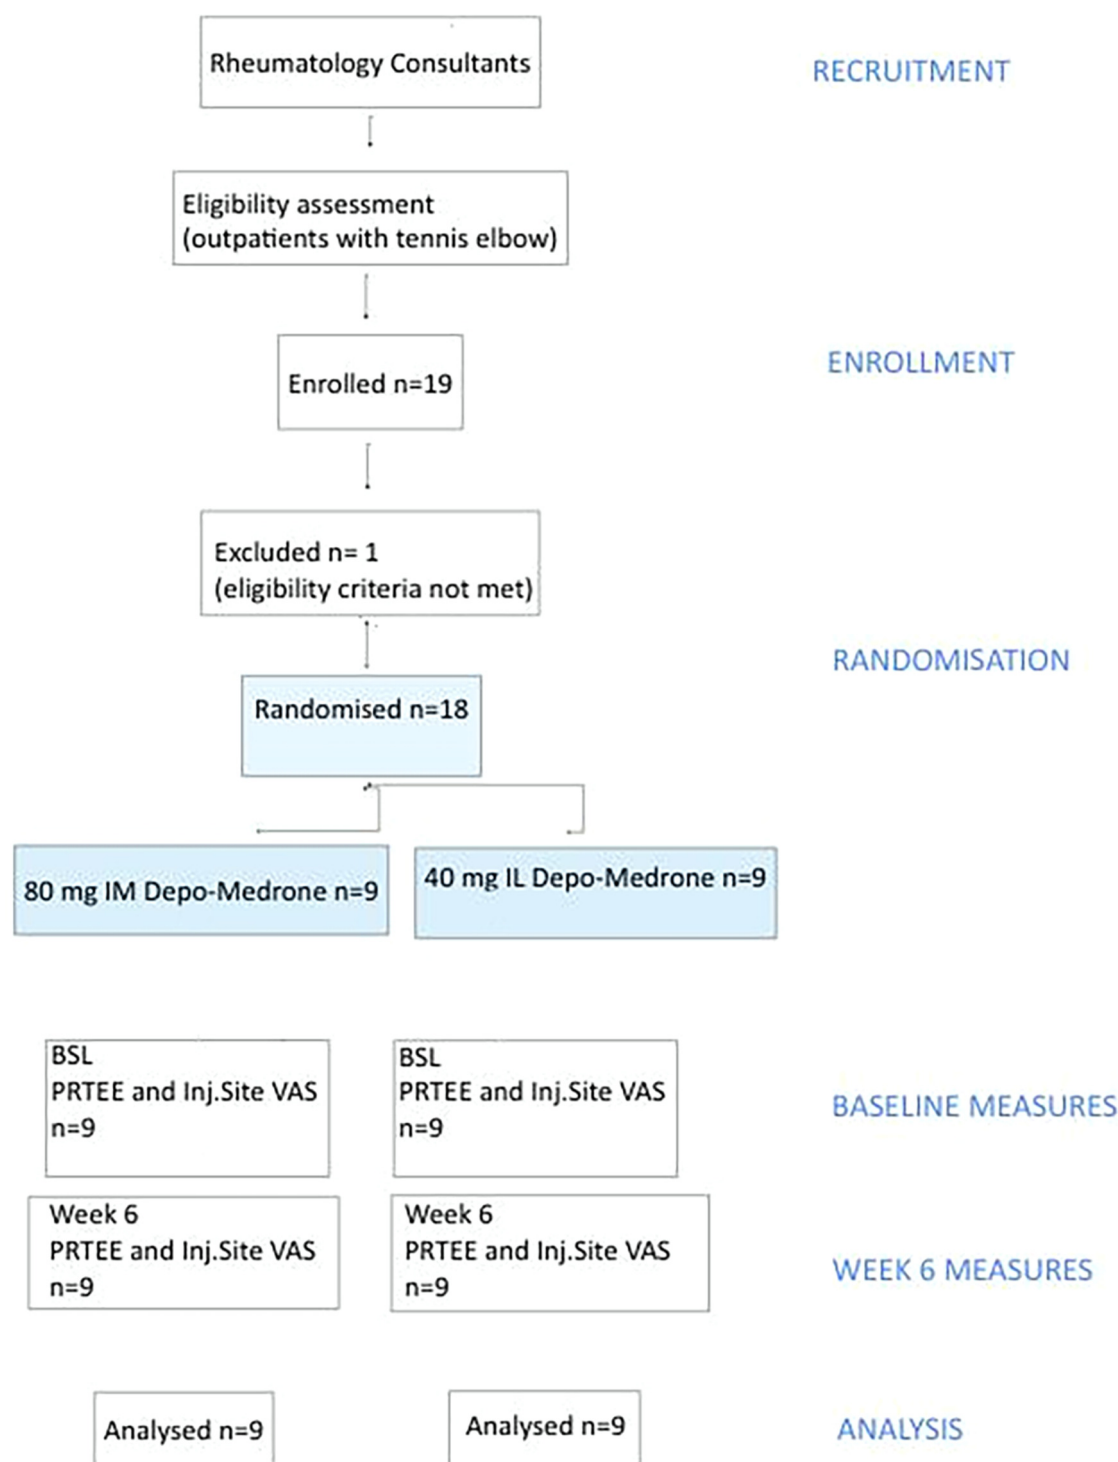 Rheumatology Consultants
RECRUITMENT
Eligibility assessment
(outpatients with tennis elbow)
Enrolled n=19
ENROLLMENT
Excluded n= 1
(eligibility criteria not met)
RANDOMISATION
Randomised n=18
80 mg IM Depo-Medrone n=9
40 mg IL Depo-Medrone n=9
BSL
PRTEE and Inj.Site VAS
n=9
BSL
PRTEE and Inj.Site VAS
n=9
BASELINE MEASURES
Week 6
PRTEE and Inj.Site VAS
n=9
Week 6
PRTEE and Inj.Site VAS
n=9
WEEK 6 MEASURES
Analysed n=9
Analysed n=9
ANALYSIS